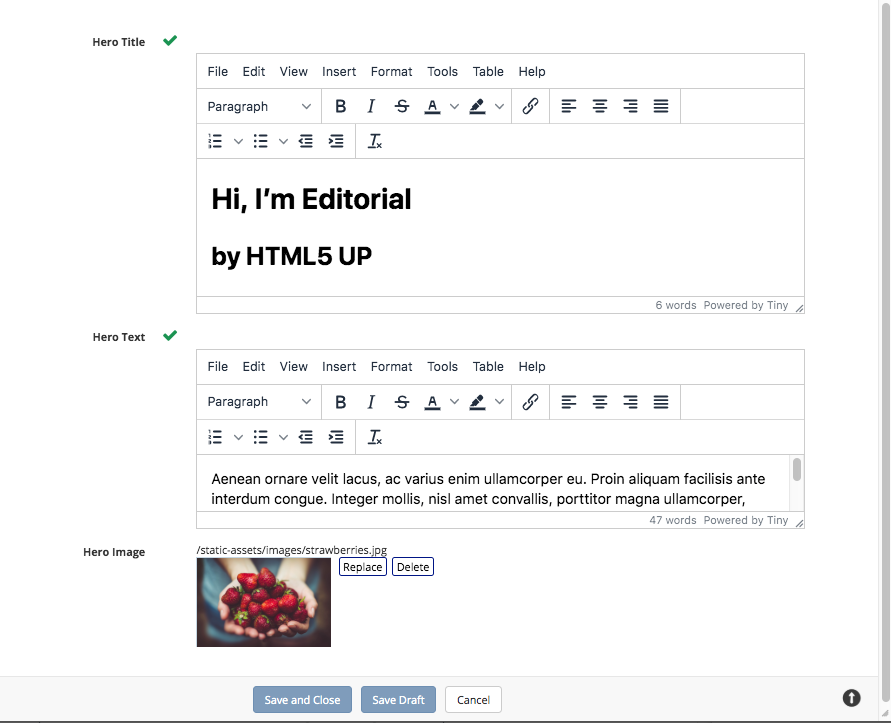 Hero Title
File Edit View Insert Format Tools Table Help
Paragraph B I S A
Hi, I’m Editorial
by HTML5 UP
6 words Powered by Tiny
Hero Text
File Edit View Insert Format Tools Table Help
Paragraph B I S A
Aenean ornare velit lacus, ac varius enim ullamcorper eu. Proin aliquam facilisis ante
interdum congue. Integer mollis, nisl amet convallis, porttitor magna ullamcorper,
47 words Powered by Tiny
Hero Image
/static-assets/images/strawberries.jpg
Replace Delete
Save and Close Save Draft Cancel